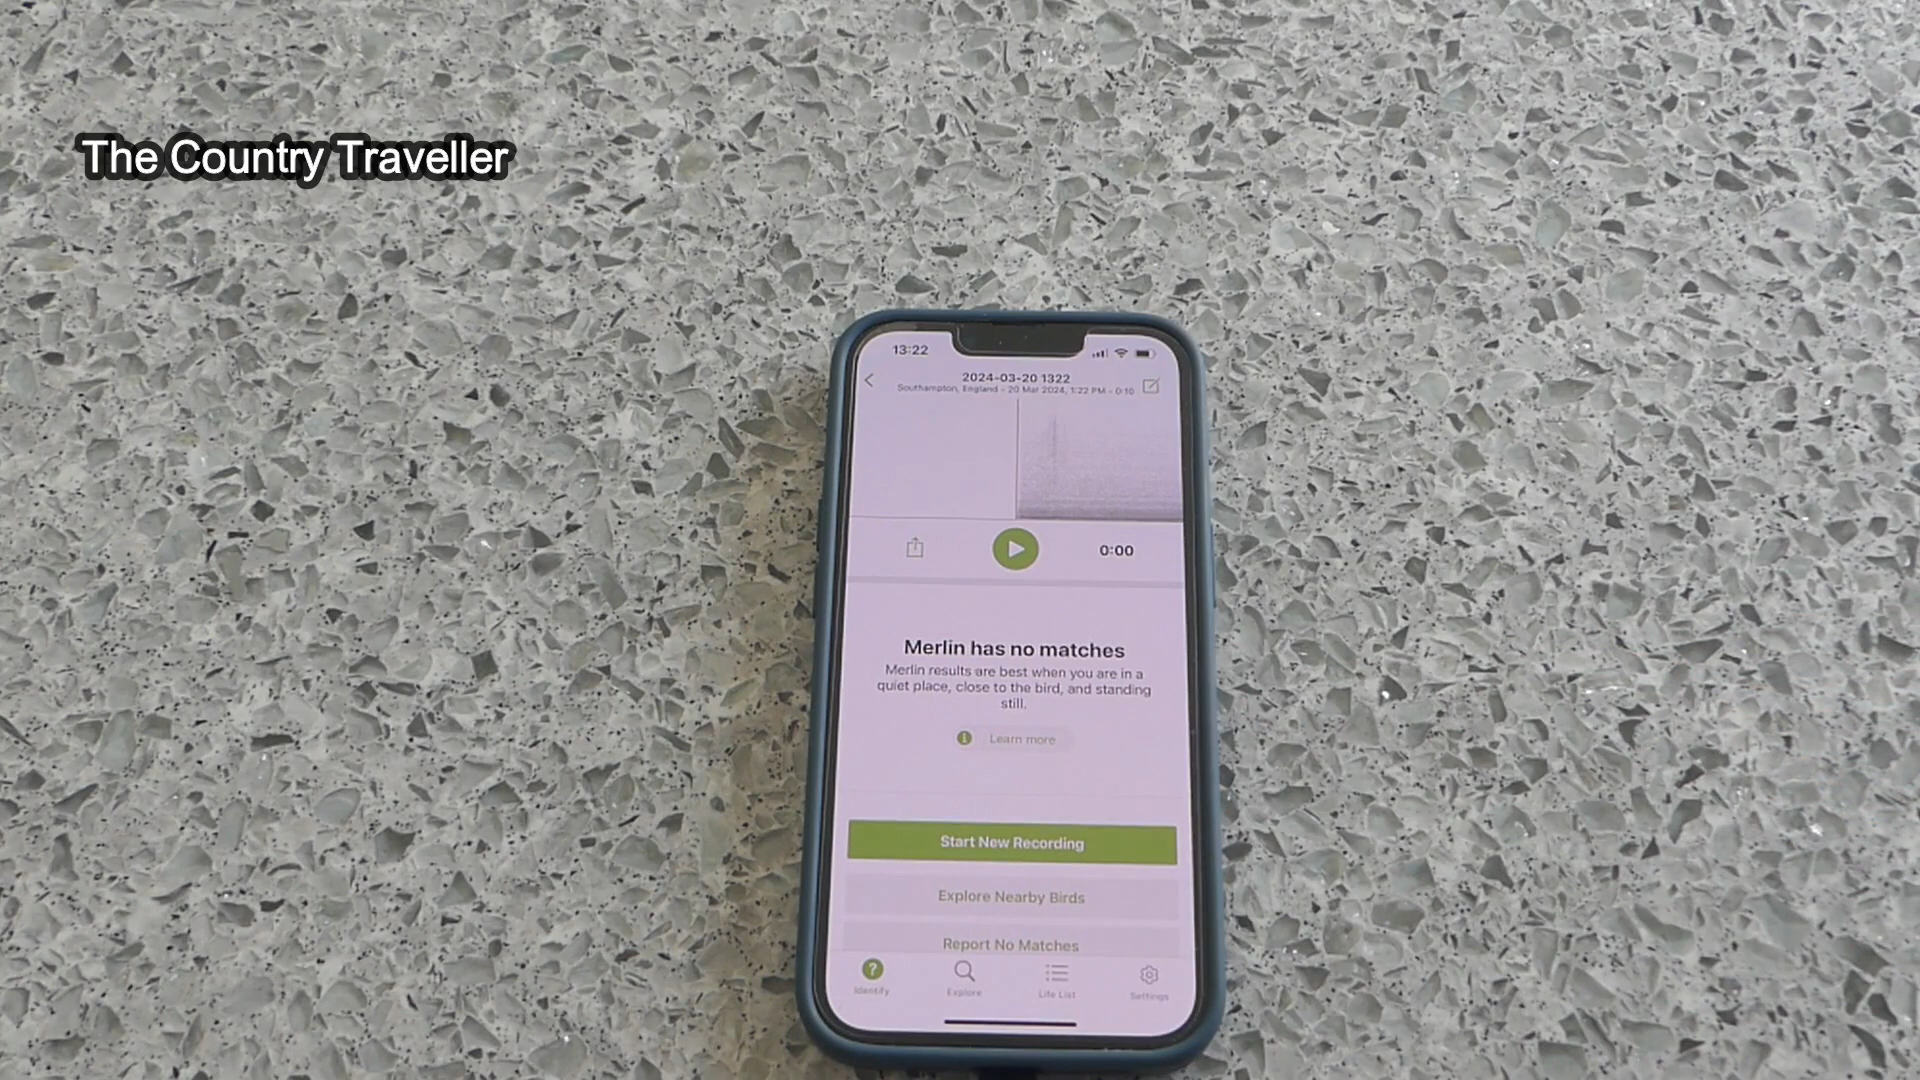 The Country Traveller
13:22
2024-03-20 1322
Southampton, England - 20 Mar 2024, 1:22 PM - 0:10
0:00
Merlin has no matches
Merlin results are best when you are in a
quiet place, close to the bird, and standing
still.
Learn more
Start New Recording
Explore Nearby Birds
Report No Matches
Identify
Explore
Life List
Settings